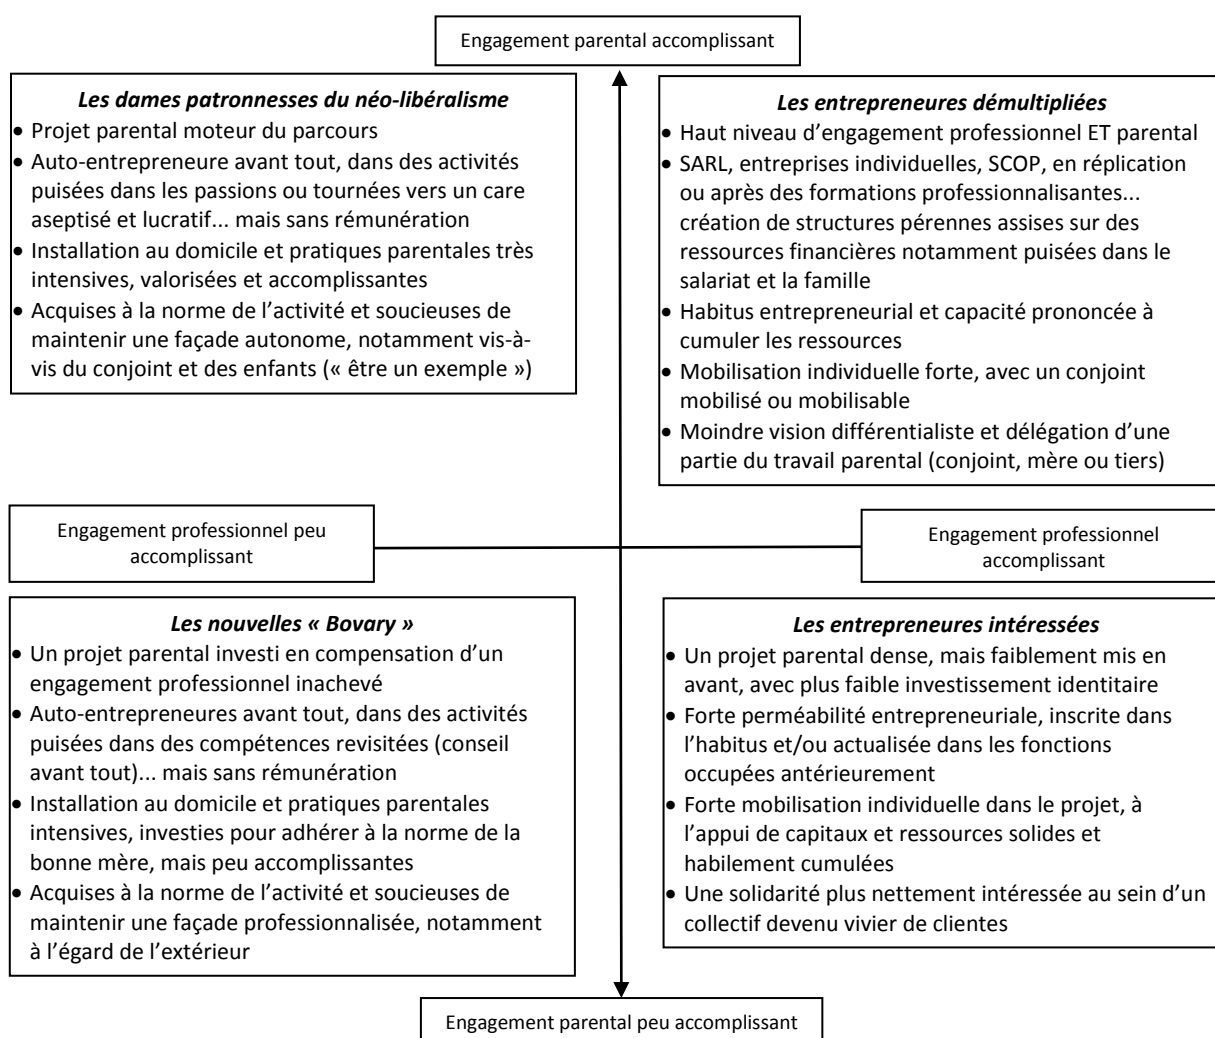 Engagement parental accomplissant
Les dames patronnesses du néo-libéralisme
• Projet parental moteur du parcours
• Auto-entrepreneure avant tout, dans des activités
puisées dans les passions ou tournées vers un care
aseptisé et lucratif... mais sans rémunération
• Installation au domicile et pratiques parentales très
intensives, valorisées et accomplissantes
• Acquises à la norme de l’activité et soucieuses de
maintenir une façade autonome, notamment vis-à-
vis du conjoint et des enfants (« être un exemple »)
Les entrepreneures démultipliées
• Haut niveau d’engagement professionnel ET parental
• SARL, entreprises individuelles, SCOP, en réplication
ou après des formations professionnalisantes...
création de structures pérennes assises sur des
ressources financières notamment puisées dans le
salariat et la famille
• Habitus entrepreneurial et capacité prononcée à
cumuler les ressources
• Mobilisation individuelle forte, avec un conjoint
mobilisé ou mobilisable
• Moindre vision différentialiste et délégation d’une
partie du travail parental (conjoint, mère ou tiers)
Engagement professionnel peu
accomplissant
Engagement professionnel
accomplissant
Les nouvelles « Bovary »
• Un projet parental investi en compensation d’un
engagement professionnel inachevé
• Auto-entrepreneures avant tout, dans des activités
puisées dans des compétences revisitées (conseil
avant tout)... mais sans rémunération
• Installation au domicile et pratiques parentales
intensives, investies pour adhérer à la norme de la
bonne mère, mais peu accomplissantes
• Acquises à la norme de l’activité et soucieuses de
maintenir une façade professionnalisée, notamment
à l’égard de l’extérieur
Les entrepreneures intéressées
• Un projet parental dense, mais faiblement mis en
avant, avec plus faible investissement identitaire
• Forte perméabilité entrepreneuriale, inscrite dans
l’habitus et/ou actualisée dans les fonctions
occupées antérieurement
• Forte mobilisation individuelle dans le projet, à
l’appui de capitaux et ressources solides et
habilement cumulées
• Une solidarité plus nettement intéressée au sein d’un
collectif devenu vivier de clientes
Engagement parental peu accomplissant